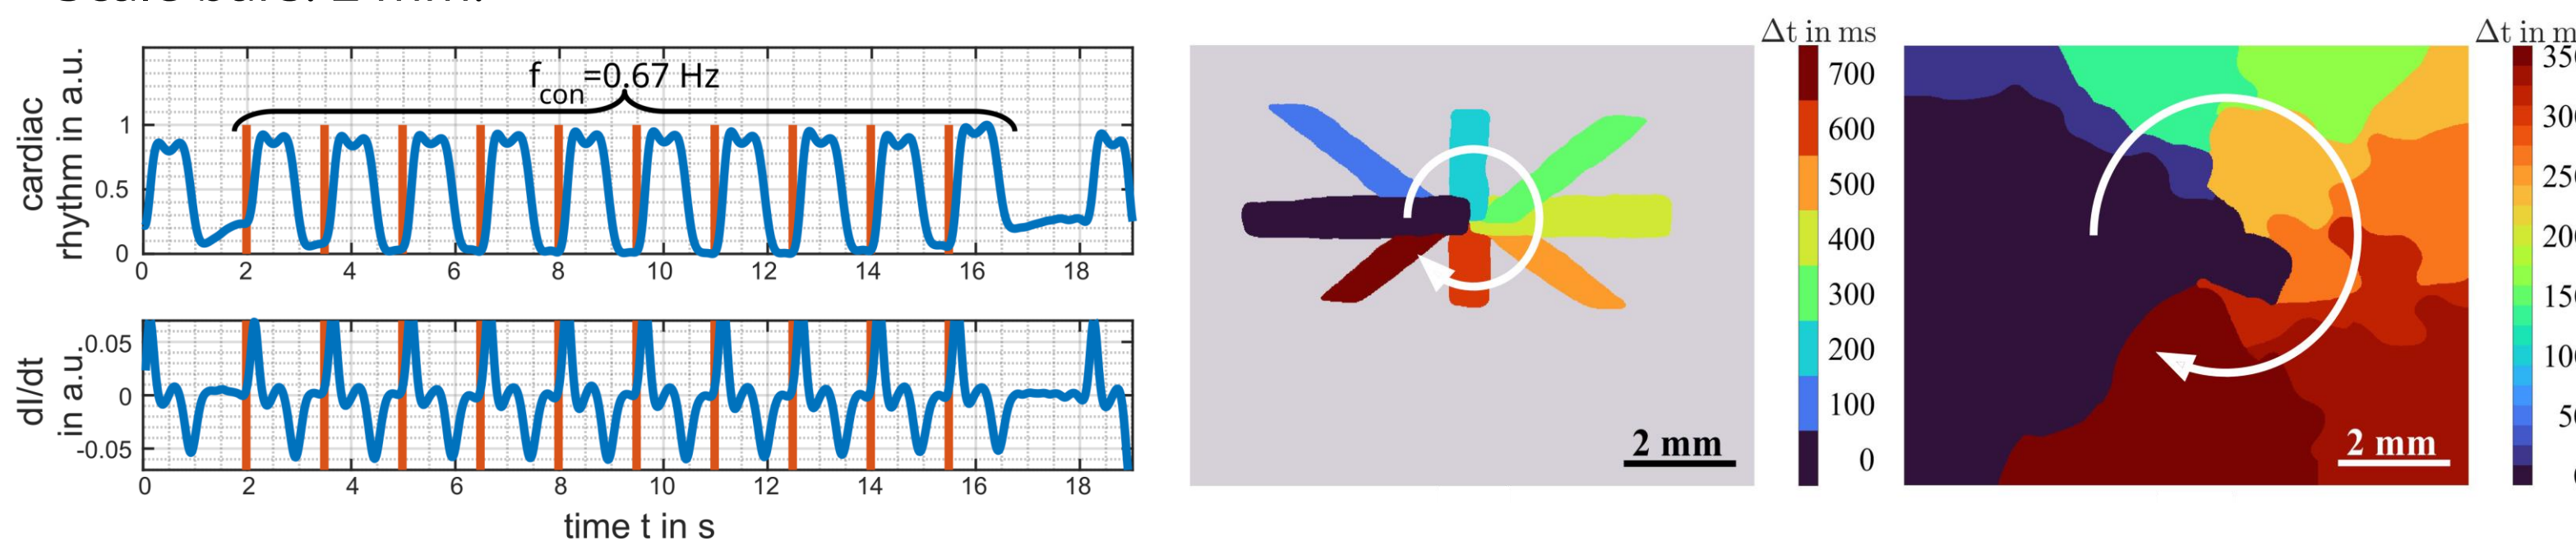 cardiac
rhythm in a.u.
1
0.5
0
f_con=0.67 Hz
0 2 4 6 8 10 12 14 16 18
dI/dt
in a.u.
0.05
0
-0.05
0 2 4 6 8 10 12 14 16 18
time t in s
Δt in ms
700
600
500
400
300
200
100
0
2 mm
Δt in m
2 mm